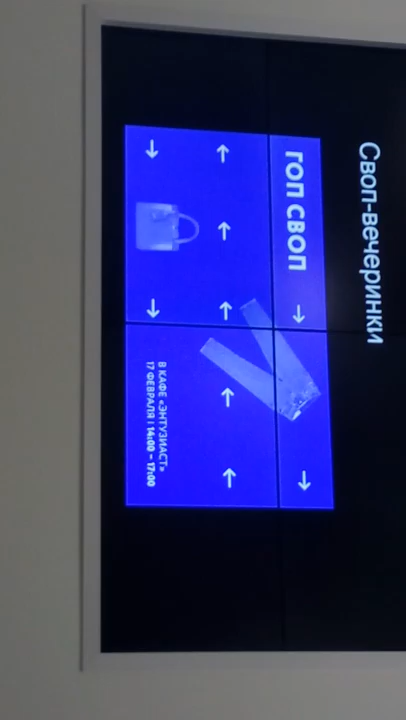 Своп-вечеринки
ГОП СВОП
В КАФЕ «ЭНТУЗИАСТ»
17 ФЕВРАЛЯ | 14:00 – 17:00